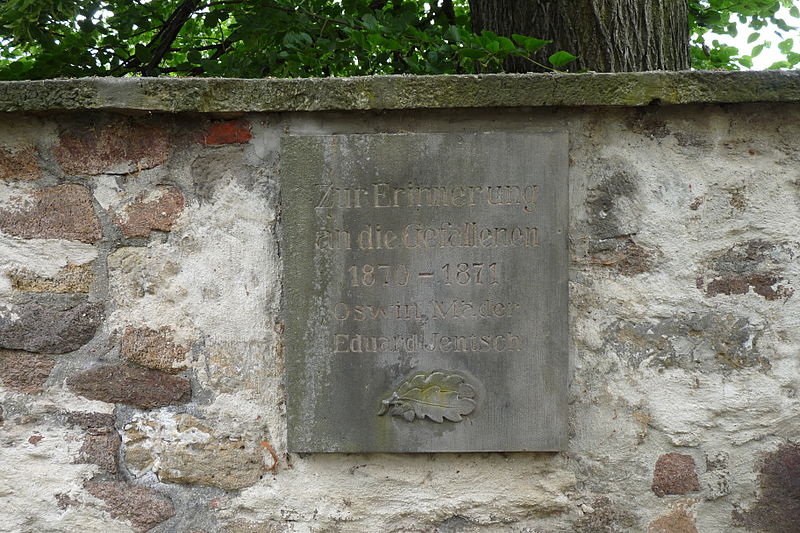 Zur Erinnerung
an die Gefallenen
1870 – 1871
Oswin Mäder
Eduard Jentsch